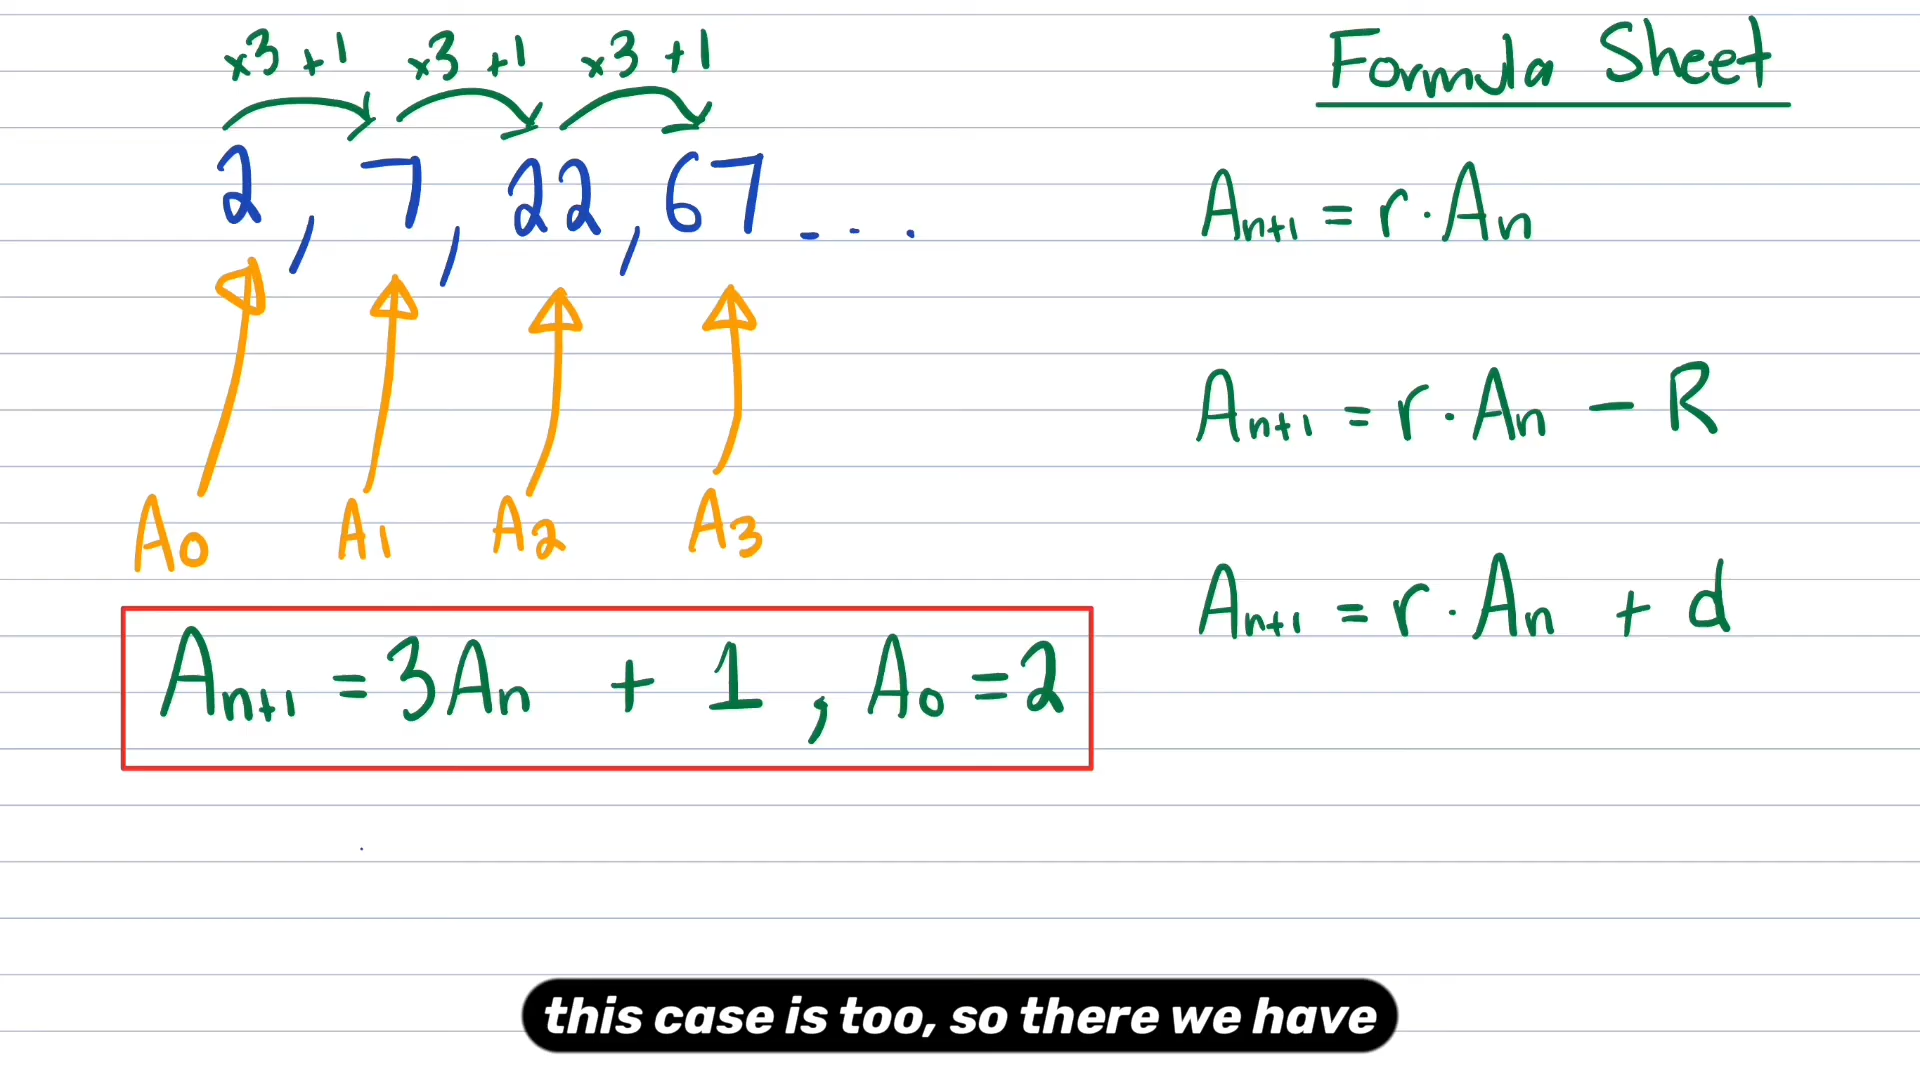 x3 +1 x3 +1 x3 +1
2, 7, 22, 67 ...
A0 A1 A2 A3
An+1 = 3An + 1, A0 = 2
Formula Sheet
An+1 = r·An
An+1 = r·An − R
An+1 = r·An + d
this case is too, so there we have